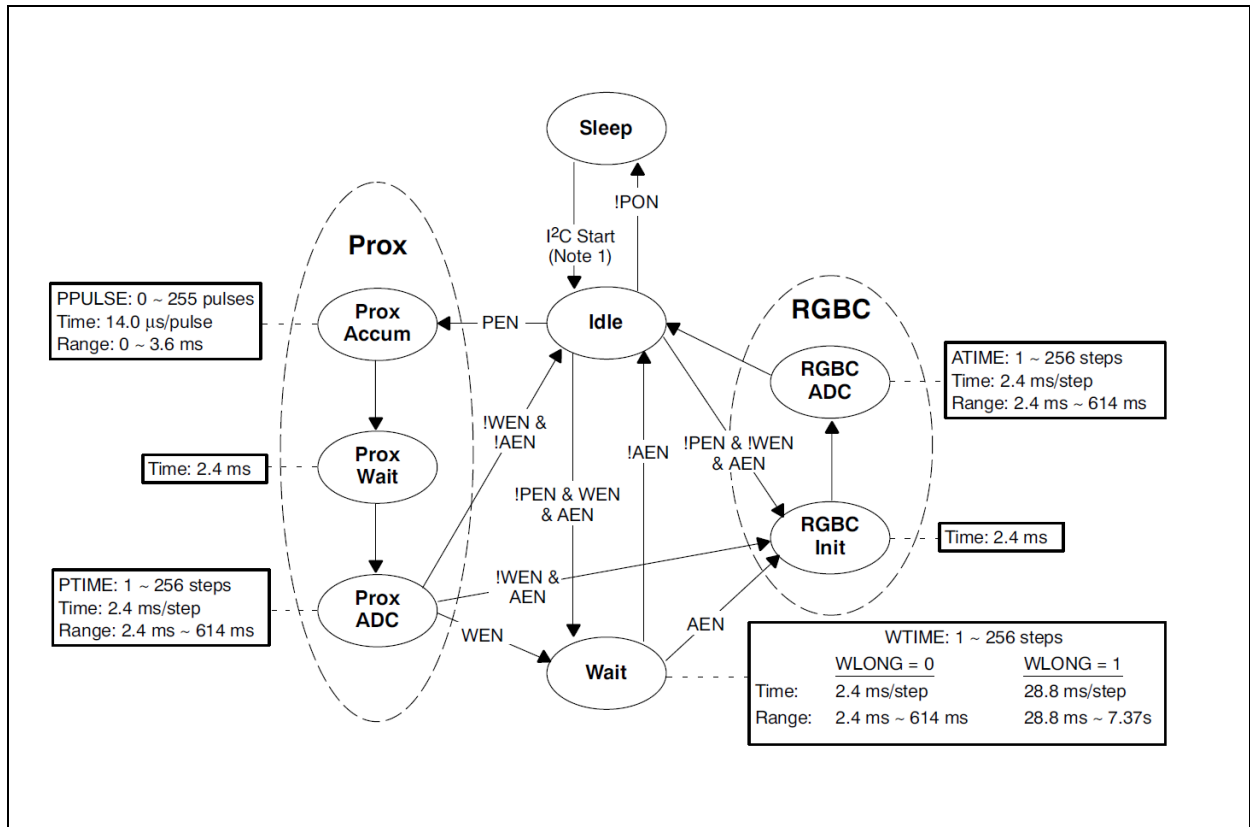 Sleep
!PON
I²C Start
(Note 1)
Prox
PPULSE: 0 ~ 255 pulses
Time: 14.0 μs/pulse
Range: 0 ~ 3.6 ms
Prox
Accum
PEN
Idle
RGBC
RGBC
ADC
ATIME: 1 ~ 256 steps
Time: 2.4 ms/step
Range: 2.4 ms ~ 614 ms
!WEN &
!AEN
!AEN
!PEN & !WEN
& AEN
Time: 2.4 ms
Prox
Wait
!PEN & WEN
& AEN
RGBC
Init
Time: 2.4 ms
PTIME: 1 ~ 256 steps
Time: 2.4 ms/step
Range: 2.4 ms ~ 614 ms
Prox
ADC
!WEN &
AEN
WEN
AEN
Wait
WTIME: 1 ~ 256 steps
WLONG = 0 WLONG = 1
Time: 2.4 ms/step 28.8 ms/step
Range: 2.4 ms ~ 614 ms 28.8 ms ~ 7.37s